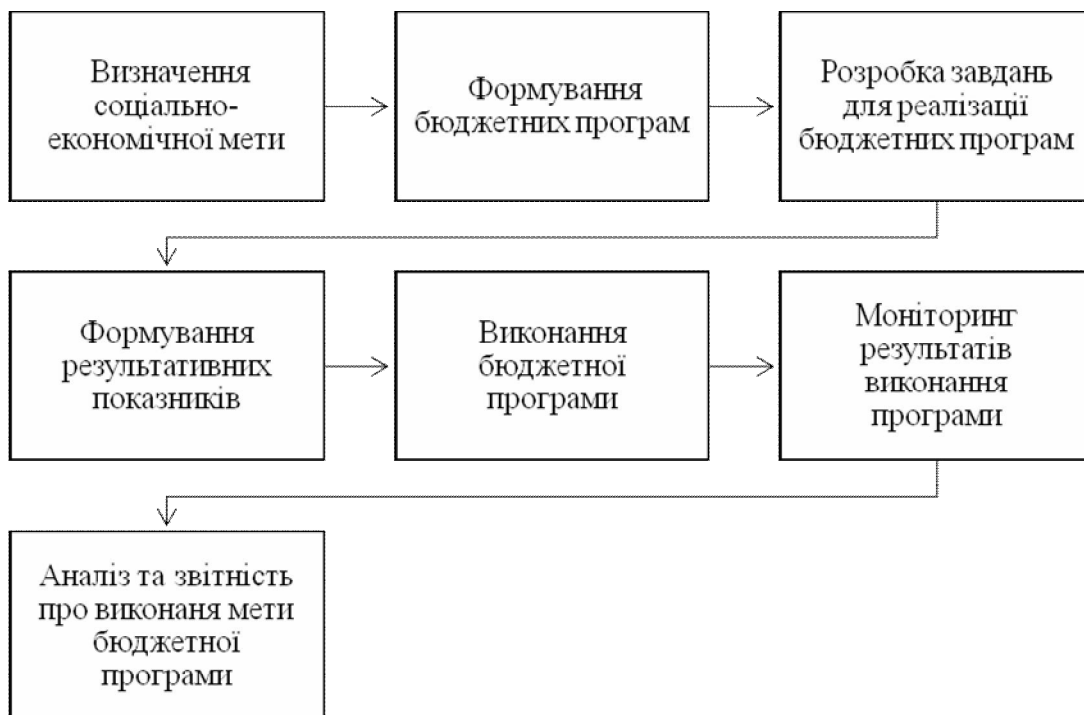 Визначення
соціально-
економічної мети
Формування
бюджетних програм
Розробка завдань
для реалізації
бюджетних програм
Формування
результативних
показників
Виконання
бюджетної
програми
Моніторинг
результатів
виконання
програми
Аналіз та звітність
про виконаня мети
бюджетної
програми